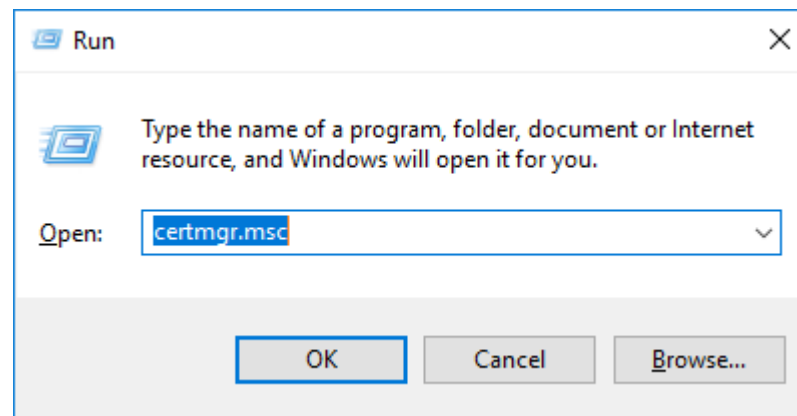 Run
Type the name of a program, folder, document or Internet
resource, and Windows will open it for you.
Open: certmgr.msc
OK Cancel Browse...